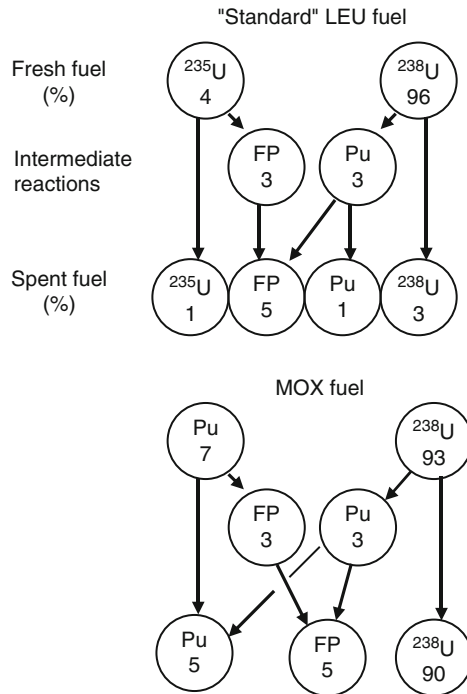 "Standard" LEU fuel
Fresh fuel
(%)
235U
4
238U
96
Intermediate
reactions
FP
3
Pu
3
Spent fuel
(%)
235U
1
FP
5
Pu
1
238U
3
MOX fuel
Pu
7
238U
93
FP
3
Pu
3
Pu
5
FP
5
238U
90